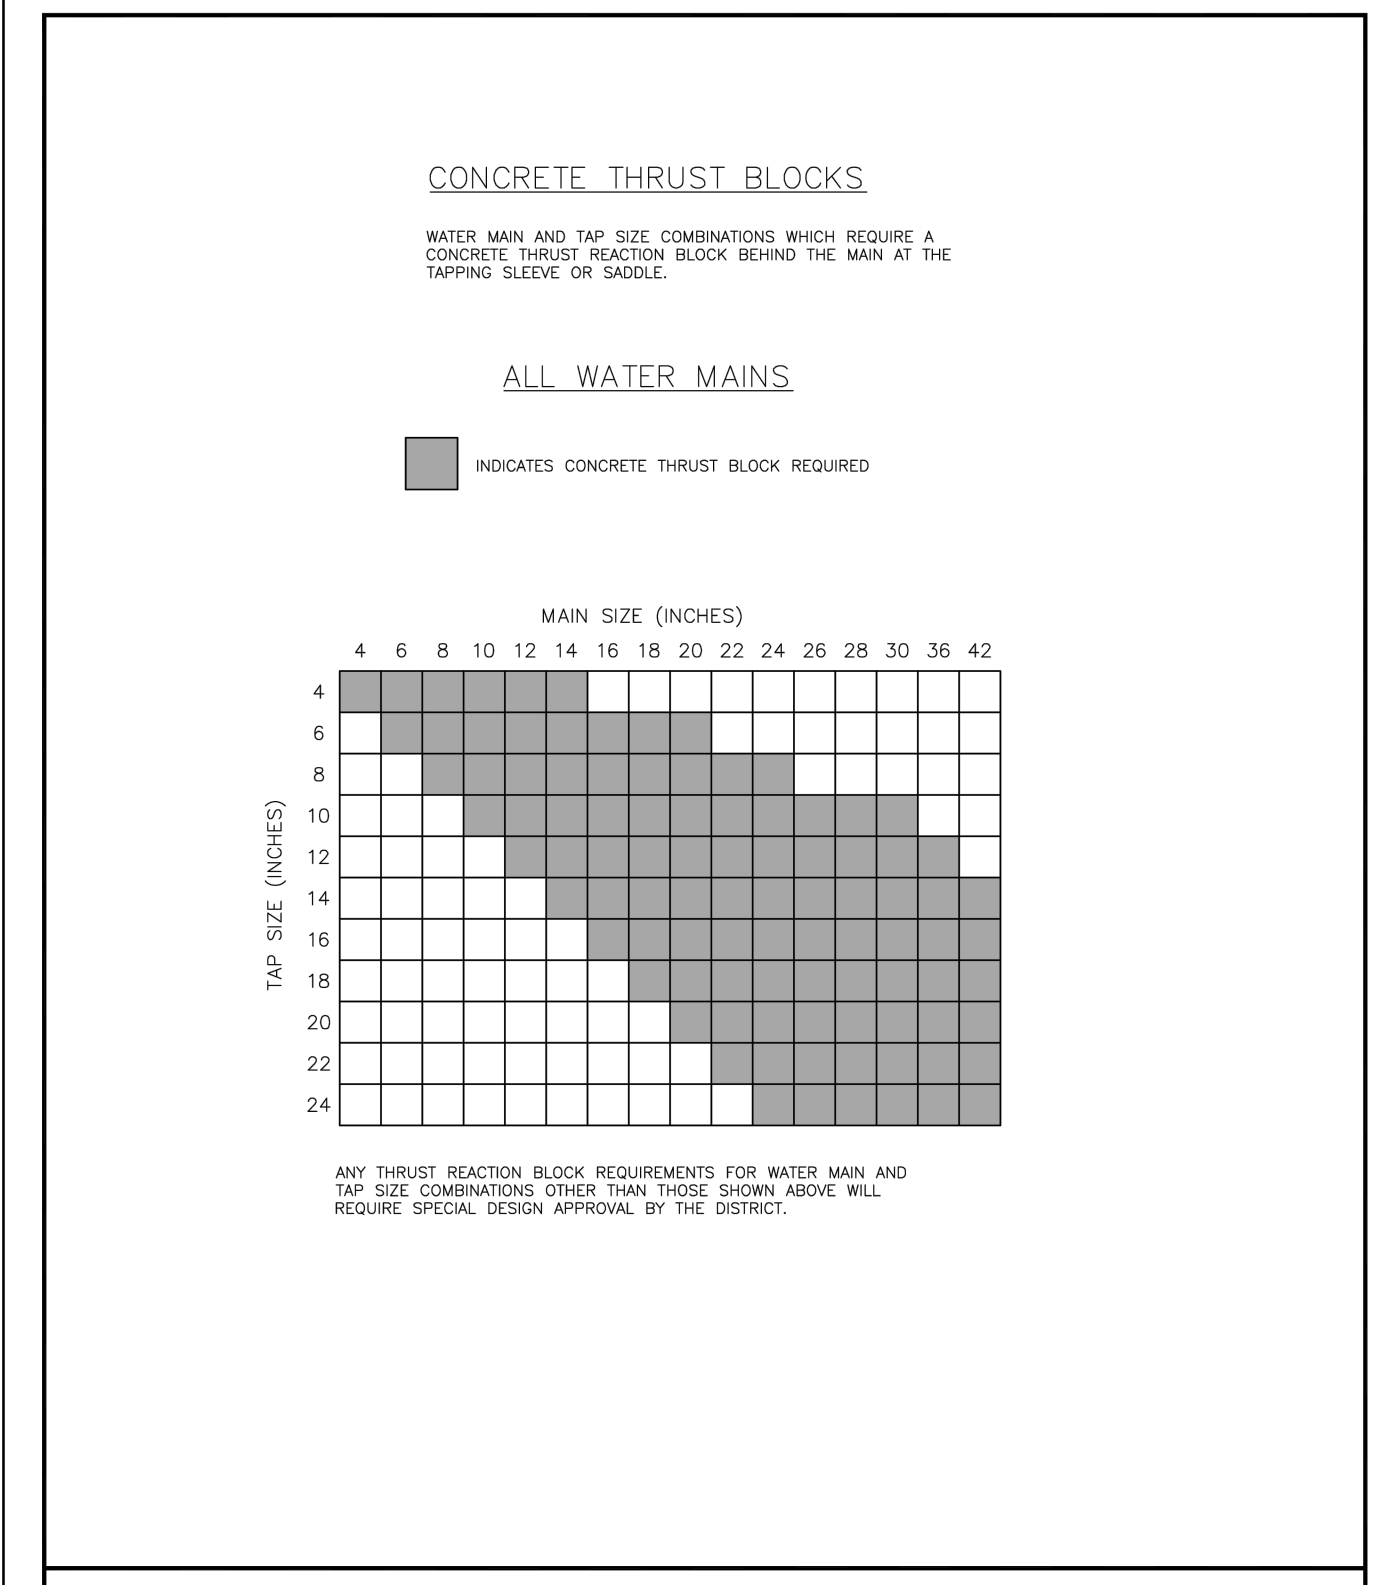 CONCRETE THRUST BLOCKS
WATER MAIN AND TAP SIZE COMBINATIONS WHICH REQUIRE A
CONCRETE THRUST REACTION BLOCK BEHIND THE MAIN AT THE
TAPPING SLEEVE OR SADDLE.
ALL WATER MAINS
INDICATES CONCRETE THRUST BLOCK REQUIRED
MAIN SIZE (INCHES)
4 6 8 10 12 14 16 18 20 22 24 26 28 30 36 42
TAP SIZE (INCHES)
4
6
8
10
12
14
16
18
20
22
24
ANY THRUST REACTION BLOCK REQUIREMENTS FOR WATER MAIN AND
TAP SIZE COMBINATIONS OTHER THAN THOSE SHOWN ABOVE WILL
REQUIRE SPECIAL DESIGN APPROVAL BY THE DISTRICT.